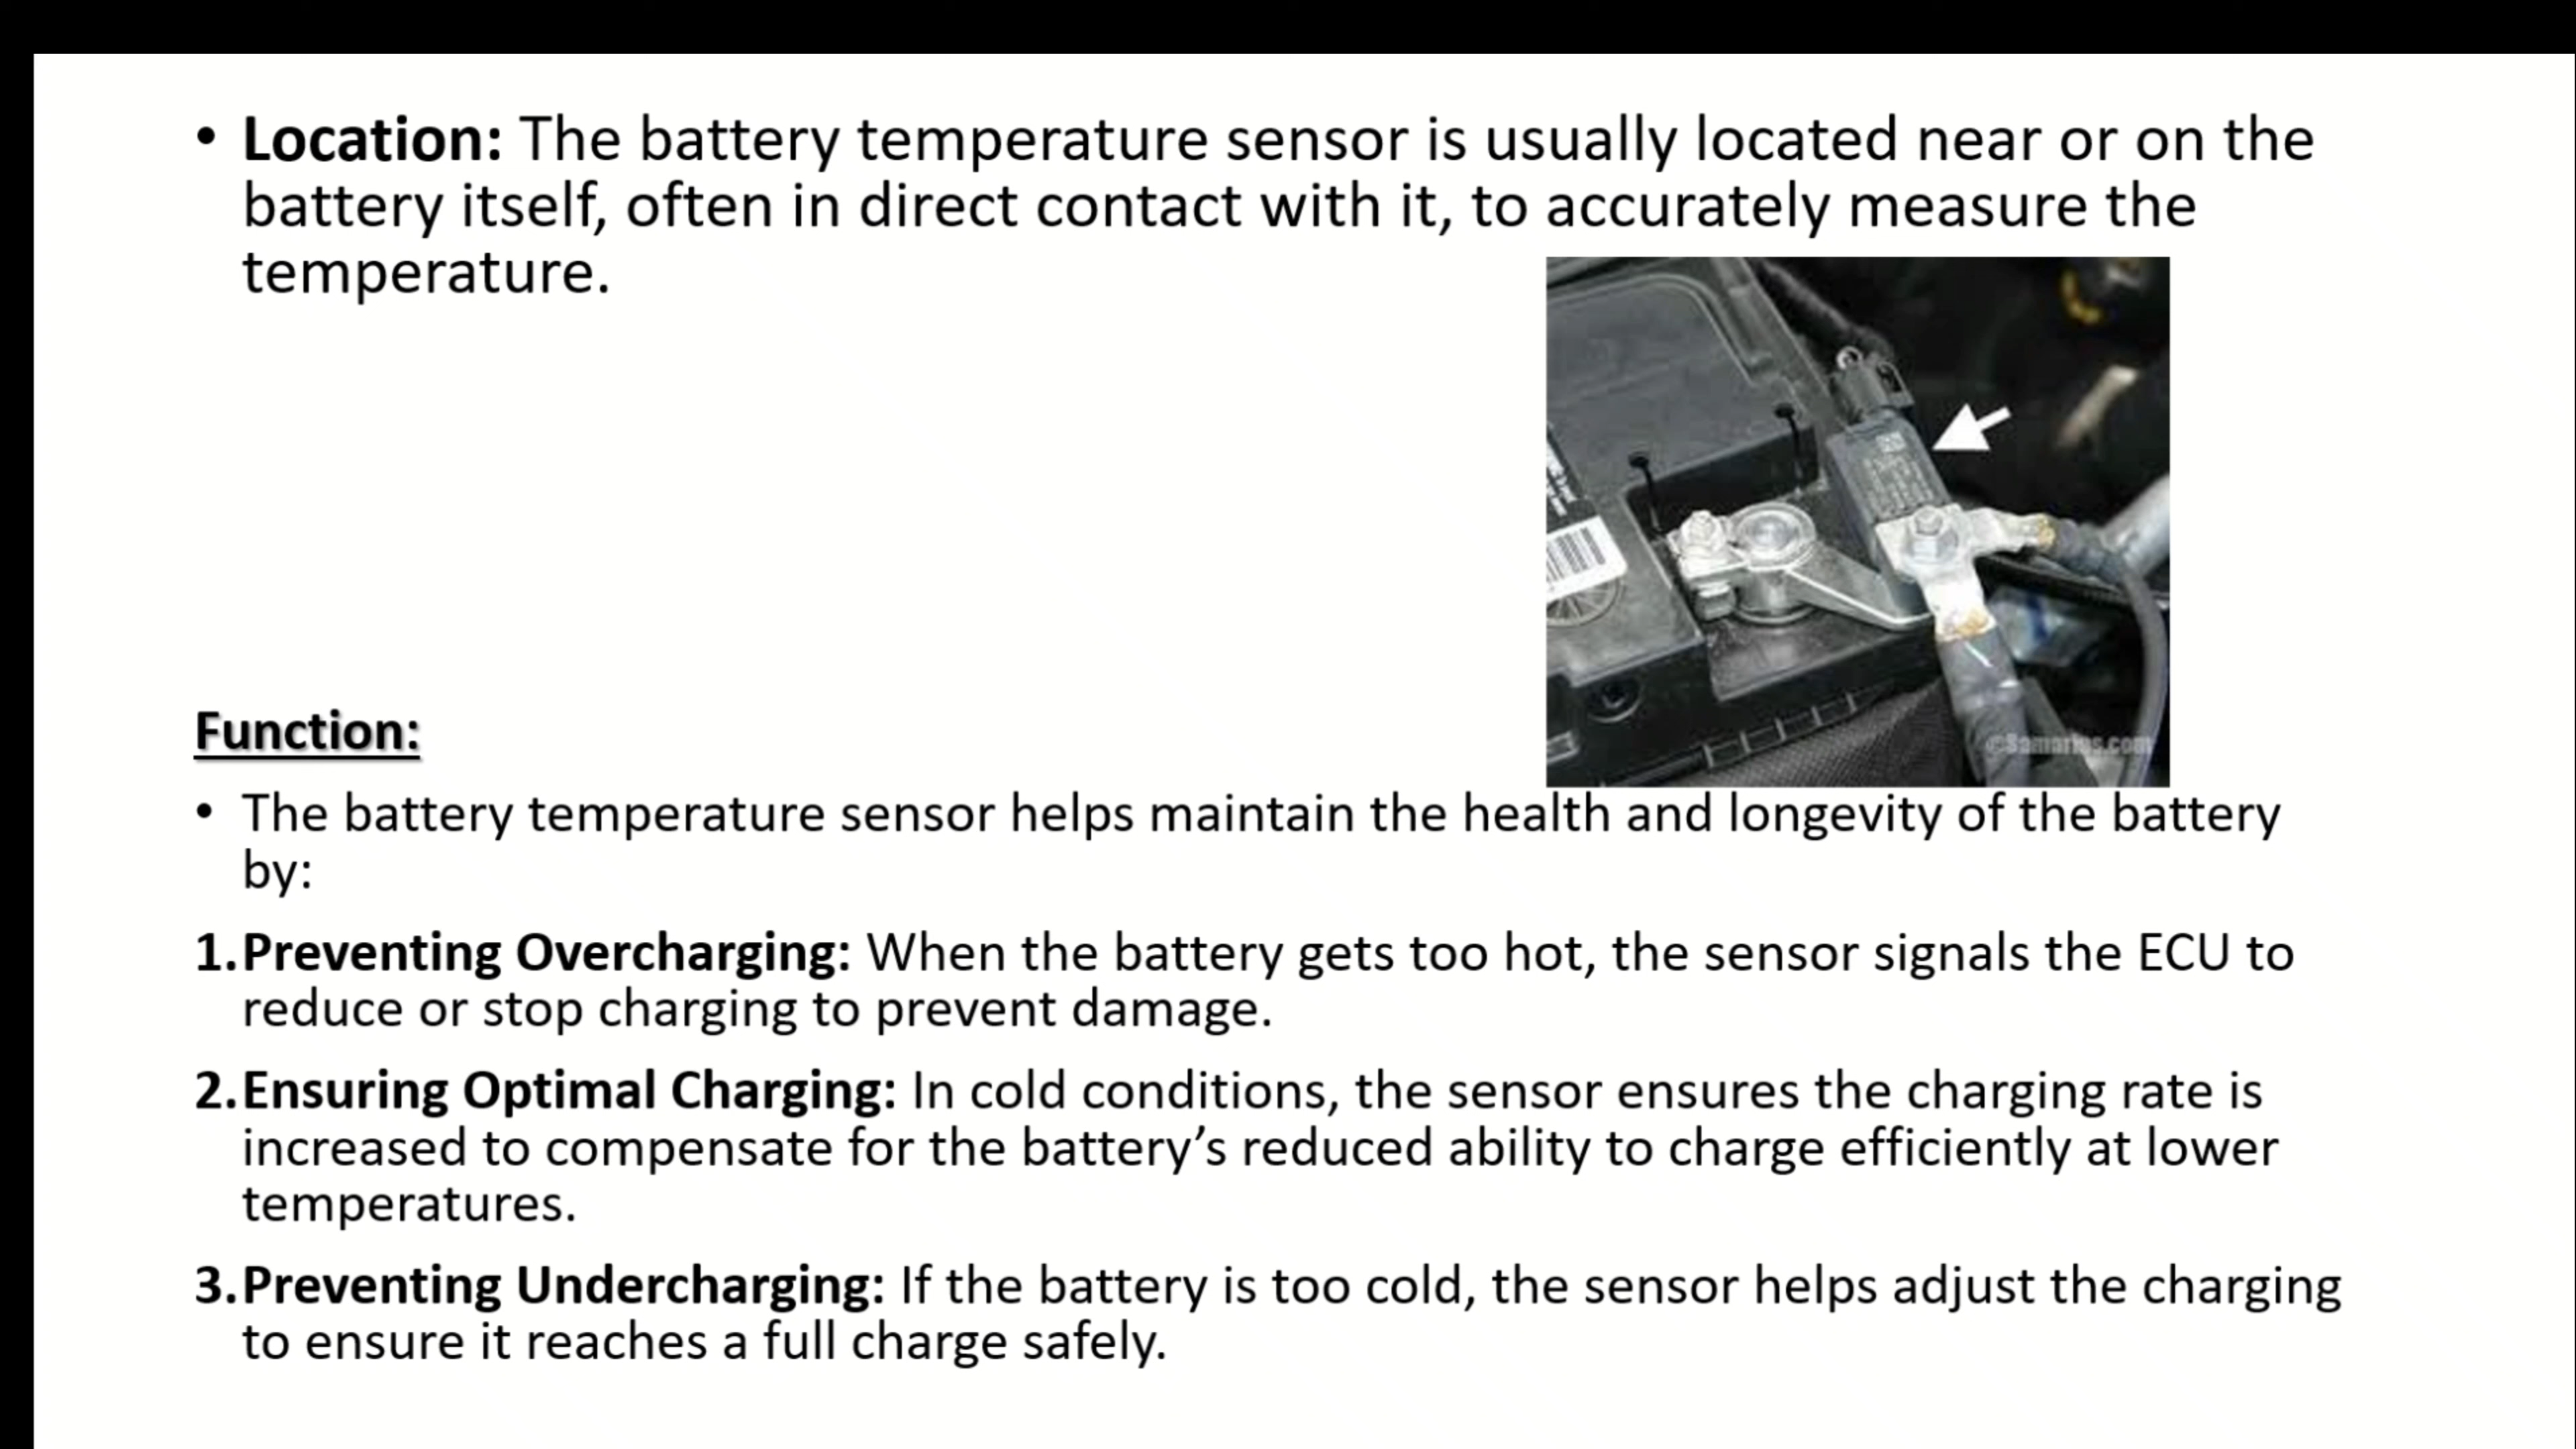 • Location: The battery temperature sensor is usually located near or on the
battery itself, often in direct contact with it, to accurately measure the
temperature.
©Samarins.com
Function:
• The battery temperature sensor helps maintain the health and longevity of the battery
by:
1. Preventing Overcharging: When the battery gets too hot, the sensor signals the ECU to
reduce or stop charging to prevent damage.
2. Ensuring Optimal Charging: In cold conditions, the sensor ensures the charging rate is
increased to compensate for the battery’s reduced ability to charge efficiently at lower
temperatures.
3. Preventing Undercharging: If the battery is too cold, the sensor helps adjust the charging
to ensure it reaches a full charge safely.